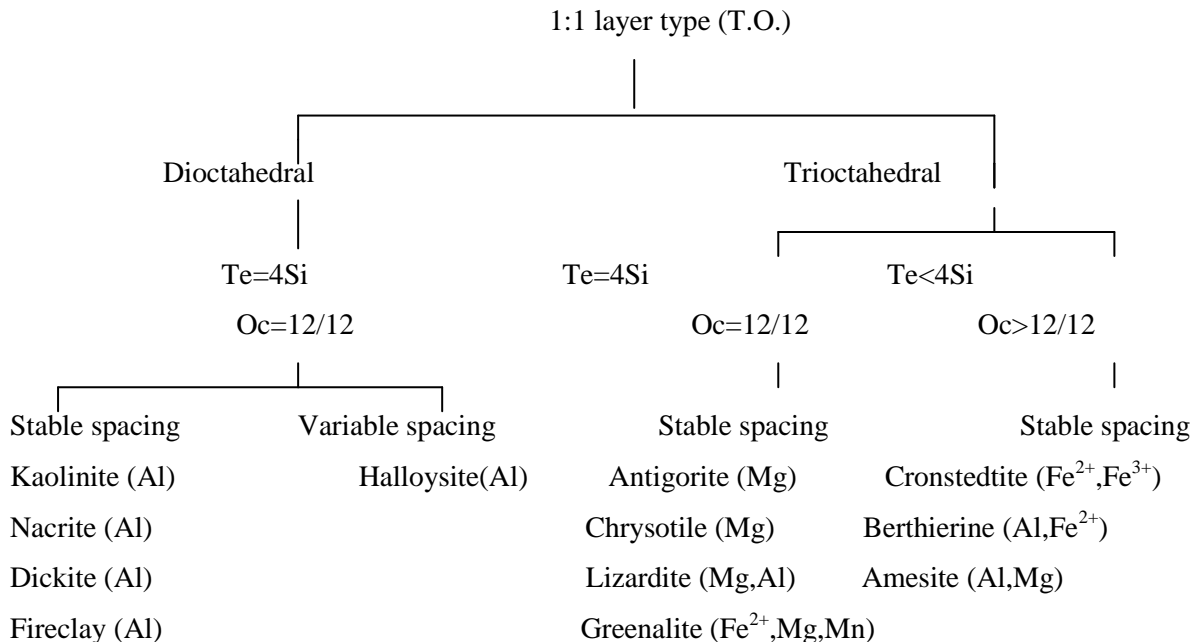 1:1 layer type (T.O.)
Dioctahedral Trioctahedral
Te=4Si Te=4Si Te<4Si
Oc=12/12 Oc=12/12 Oc>12/12
Stable spacing Variable spacing Stable spacing Stable spacing
Kaolinite (Al) Halloysite(Al) Antigorite (Mg) Cronstedtite (Fe²⁺,Fe³⁺)
Nacrite (Al) Chrysotile (Mg) Berthierine (Al,Fe²⁺)
Dickite (Al) Lizardite (Mg,Al) Amesite (Al,Mg)
Fireclay (Al) Greenalite (Fe²⁺,Mg,Mn)